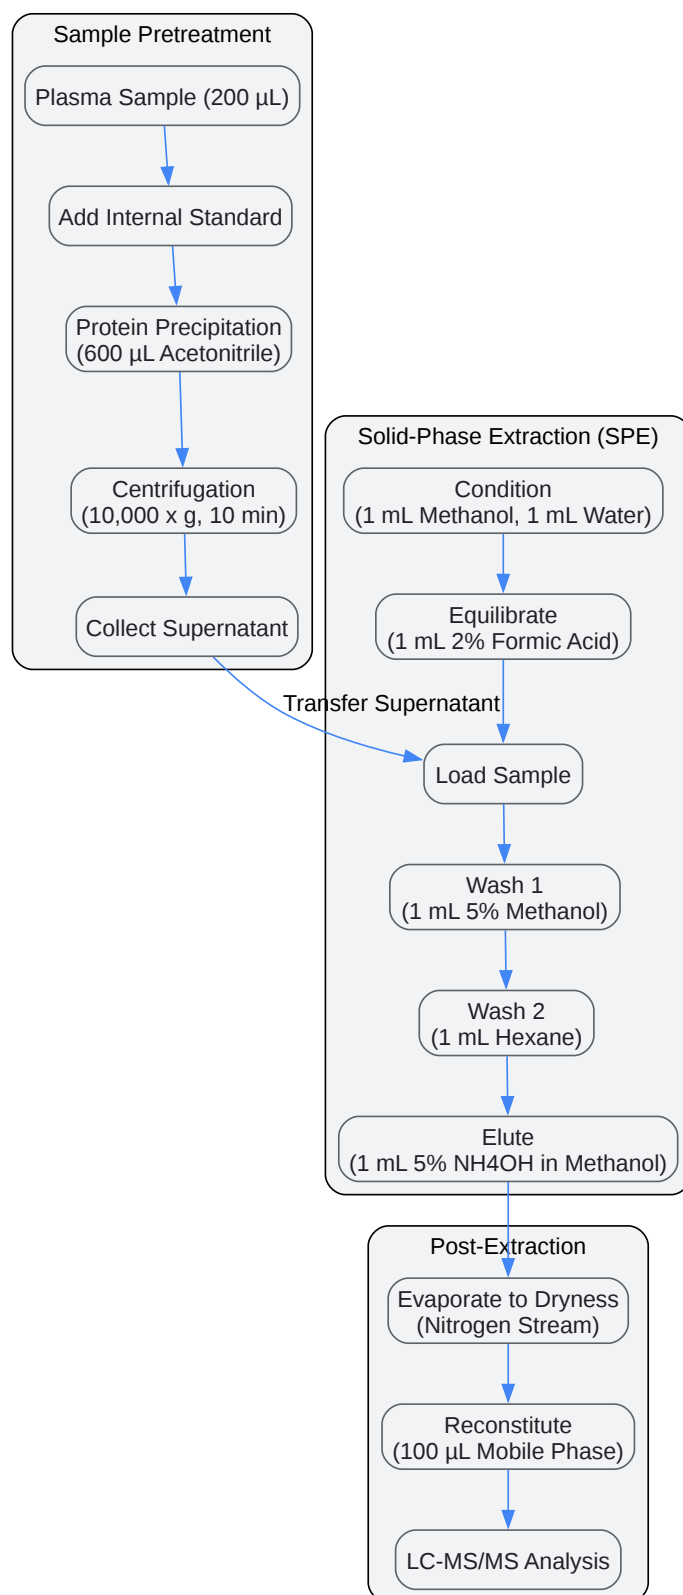 Sample Pretreatment
Plasma Sample (200 µL)
Add Internal Standard
Protein Precipitation
(600 µL Acetonitrile)
Centrifugation
(10,000 x g, 10 min)
Collect Supernatant
Transfer Supernatant
Solid-Phase Extraction (SPE)
Condition
(1 mL Methanol, 1 mL Water)
Equilibrate
(1 mL 2% Formic Acid)
Load Sample
Wash 1
(1 mL 5% Methanol)
Wash 2
(1 mL Hexane)
Elute
(1 mL 5% NH4OH in Methanol)
Post-Extraction
Evaporate to Dryness
(Nitrogen Stream)
Reconstitute
(100 µL Mobile Phase)
LC-MS/MS Analysis